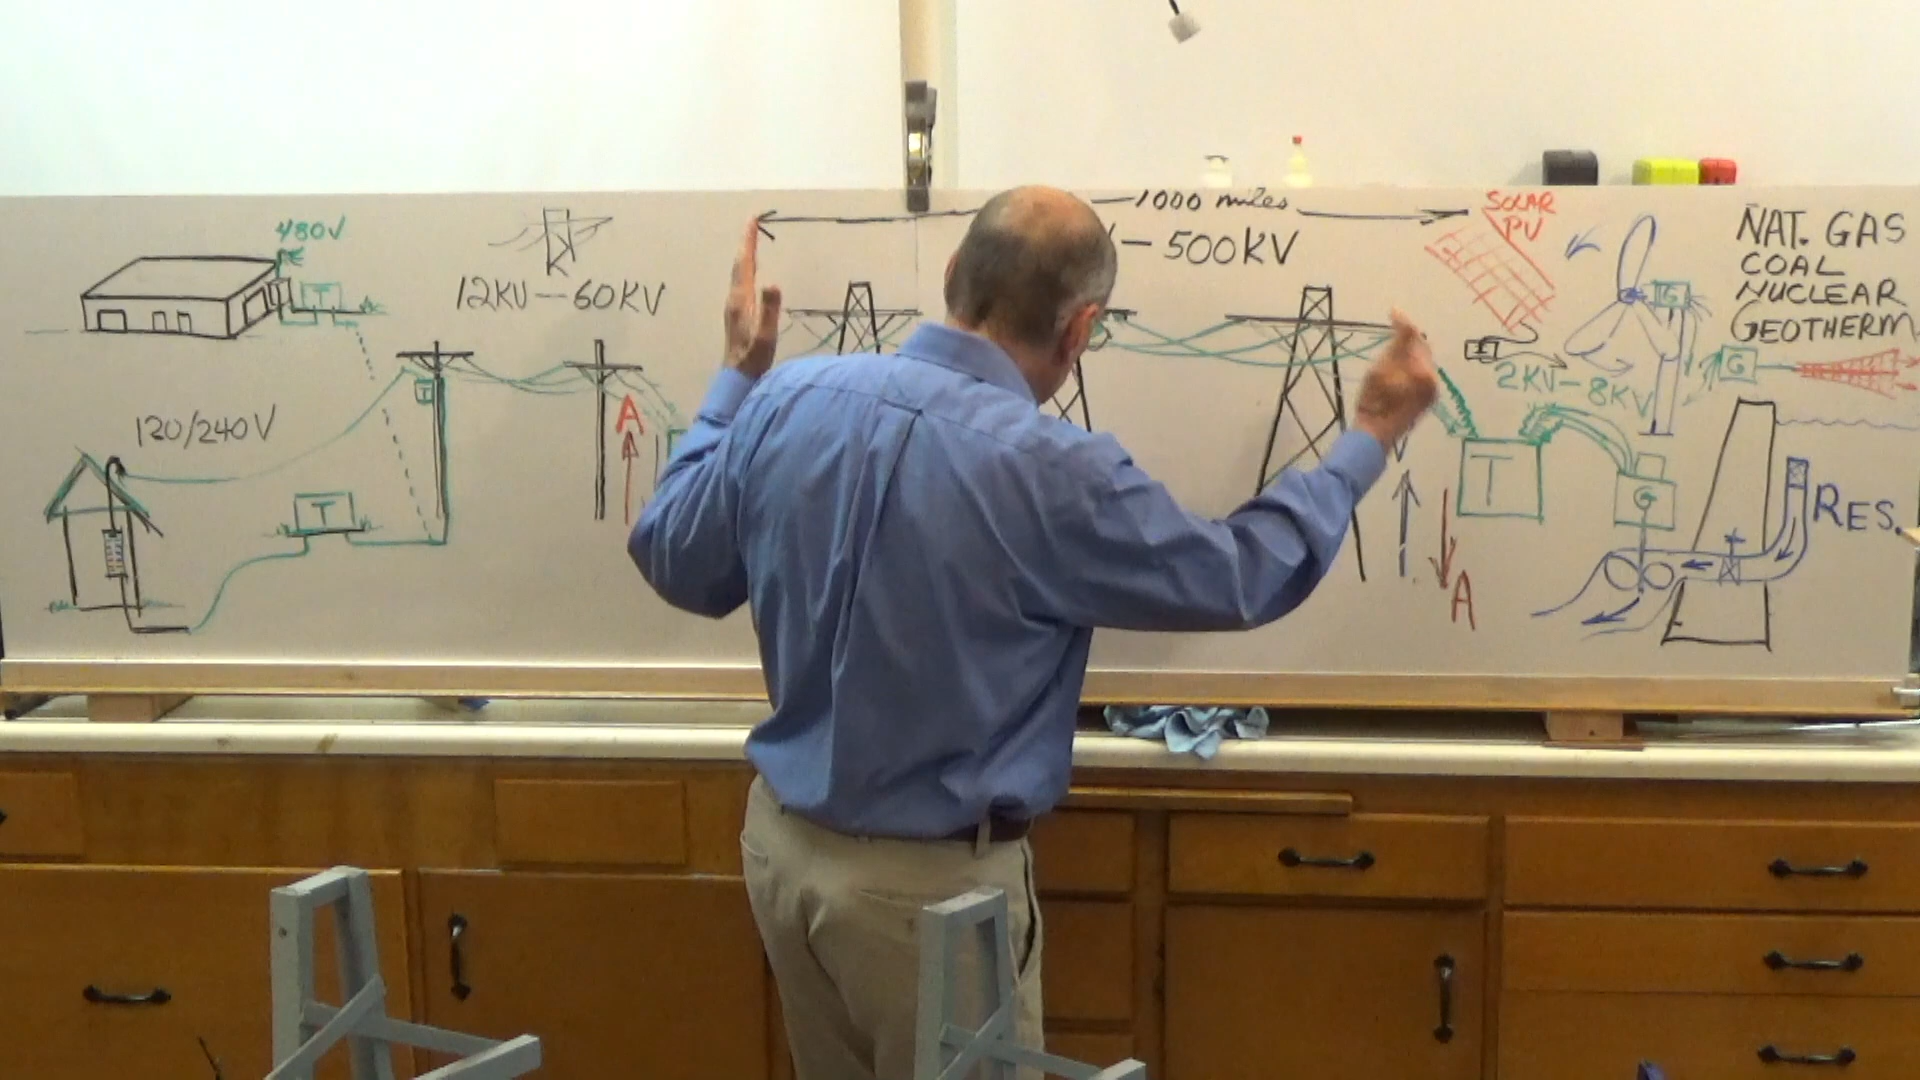 480V
T
12KV—60KV
120/240V
T
T
A
1000 miles
— 500KV
SOLAR
PV
G
NAT. GAS
COAL
NUCLEAR
GEOTHERM
G
2KV—8KV
T
G
RES.
A